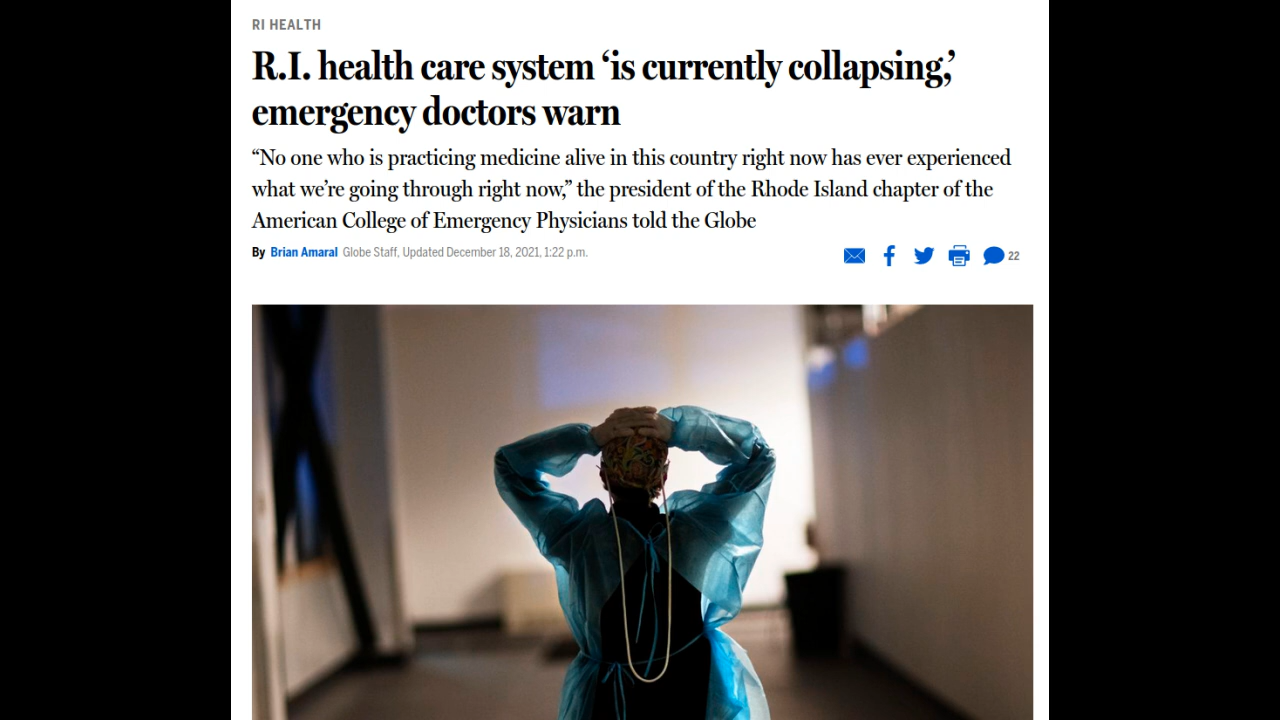 RI HEALTH
R.I. health care system ‘is currently collapsing,’
emergency doctors warn
“No one who is practicing medicine alive in this country right now has ever experienced
what we’re going through right now,” the president of the Rhode Island chapter of the
American College of Emergency Physicians told the Globe
By Brian Amaral Globe Staff, Updated December 18, 2021, 1:22 p.m.
22